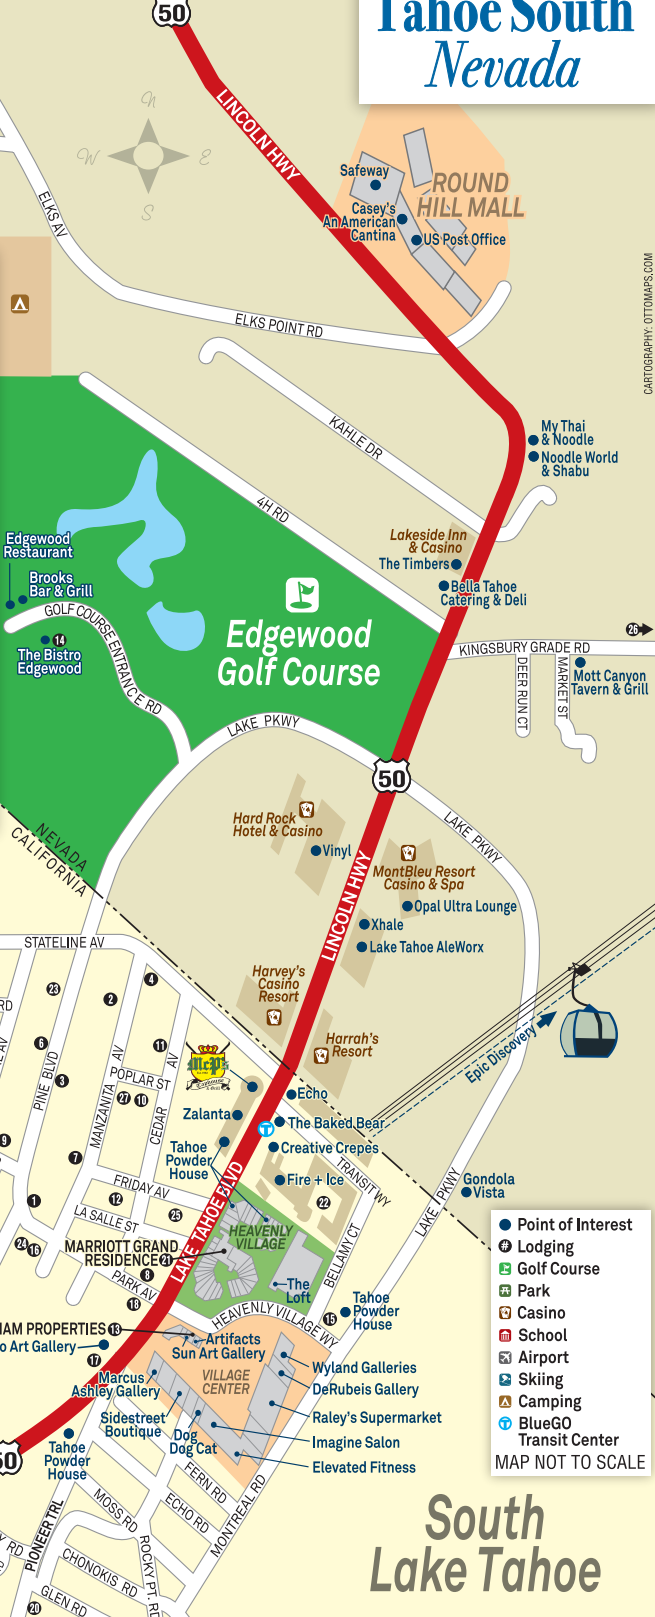 50
Tahoe South
Nevada
LINCOLN HWY
N
W
E
S
ELKS AV
Safeway
Casey's
An American
Cantina
US Post Office
ROUND
HILL MALL
CARTOGRAPHY: OTTOMAPS.COM
ELKS POINT RD
KAHLE DR
My Thai
& Noodle
Noodle World
& Shabu
4H RD
Lakeside Inn
& Casino
The Timbers
Bella Tahoe
Catering & Deli
Edgewood
Restaurant
Brooks
Bar & Grill
GOLF COURSE ENTRANCE RD
14
The Bistro
Edgewood
Edgewood
Golf Course
26
KINGSBURY GRADE RD
DEER RUN CT
MARKET ST
Mott Canyon
Tavern & Grill
LAKE PKWY
50
NEVADA
CALIFORNIA
Hard Rock
Hotel & Casino
Vinyl
LINCOLN HWY
LAKE PKWY
MontBleu Resort
Casino & Spa
Opal Ultra Lounge
Xhale
Lake Tahoe AleWorx
STATELINE AV
Harvey's
Casino
Resort
Harrah's
Resort
Epic Discovery
23
2
4
RD
AV
6
11
3
PINE BLVD
MANZANITA AV
POPLAR ST
27
10
CEDAR AV
McP's
Zalanta
Echo
The Baked Bear
Creative Crepes
Tahoe
Powder
House
Fire + Ice
TRANSIT WY
9
7
FRIDAY AV
1
12
LA SALLE ST
25
22
LAKE TAHOE BLVD
BELLAMY CT
LAKE PKWY
Gondola
Vista
24
16
MARRIOTT GRAND
RESIDENCE
21
HEAVENLY
VILLAGE
8
PARK AV
18
The
Loft
HEAVENLY VILLAGE WY
15
Tahoe
Powder
House
Point of Interest
#
Lodging
Golf Course
Park
Casino
School
Airport
Skiing
Camping
BlueGO
Transit Center
MAP NOT TO SCALE
AM PROPERTIES
13
o Art Gallery
17
Artifacts
Sun Art Gallery
Marcus
Ashley Gallery
VILLAGE
CENTER
Wyland Galleries
DeRubeis Gallery
Raley's Supermarket
Imagine Salon
Elevated Fitness
Sidestreet
Boutique
Dog
Dog Cat
50
Tahoe
Powder
House
FERN RD
MOSS RD
ECHO RD
MONTREAL RD
PIONEER TRL
ROCKY PT. RD
Y RD
CHONOKIS RD
GLEN RD
20
South
Lake Tahoe